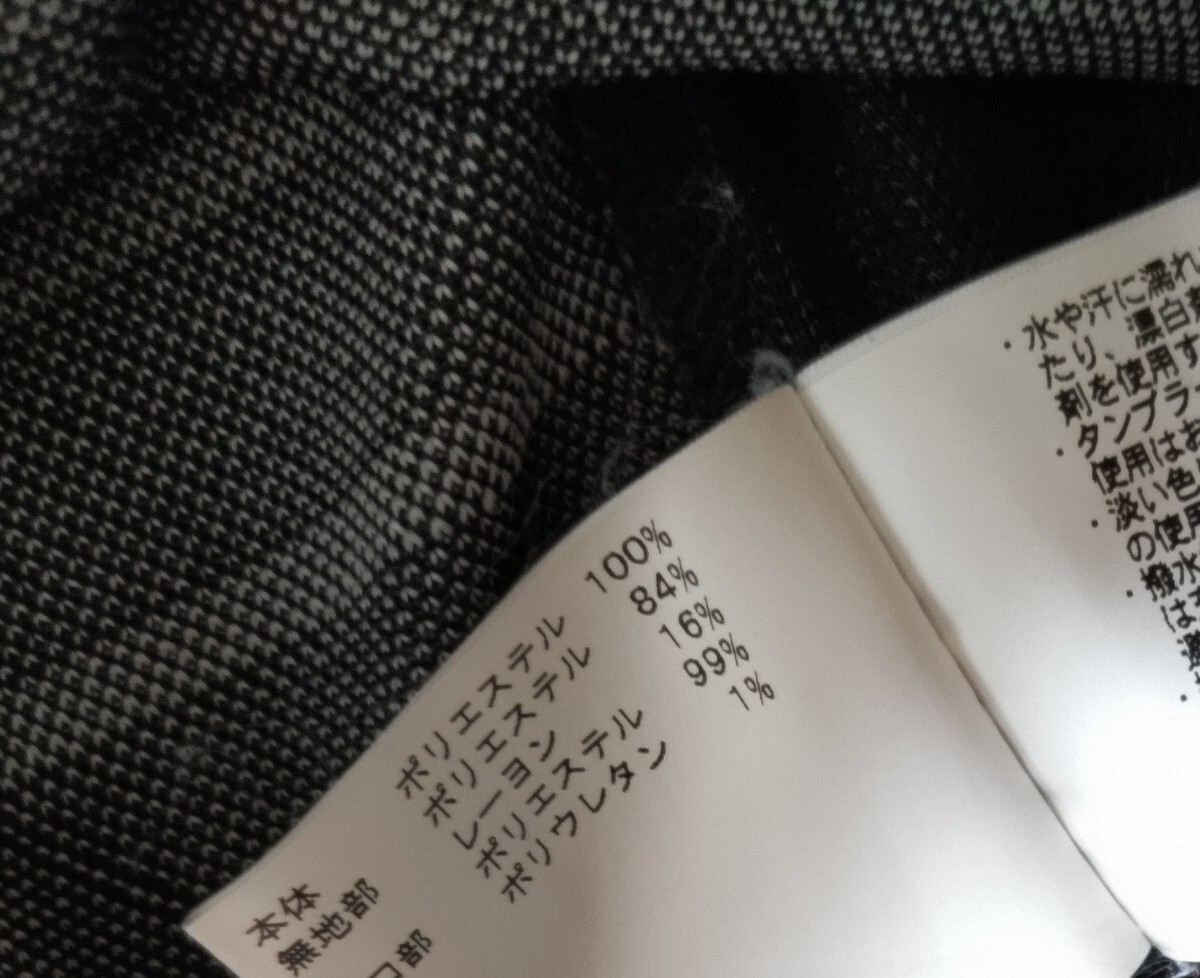 本体 ポリエステル 100%
無地部 ポリエステル 84%
レーヨン 16%
口部 ポリエステル 99%
ポリウレタン 1%
・水や汗に濡れ
たり、漂白
剤を使用す
・タンブラ
使用はお
・淡い色
の使用
・撥水
は